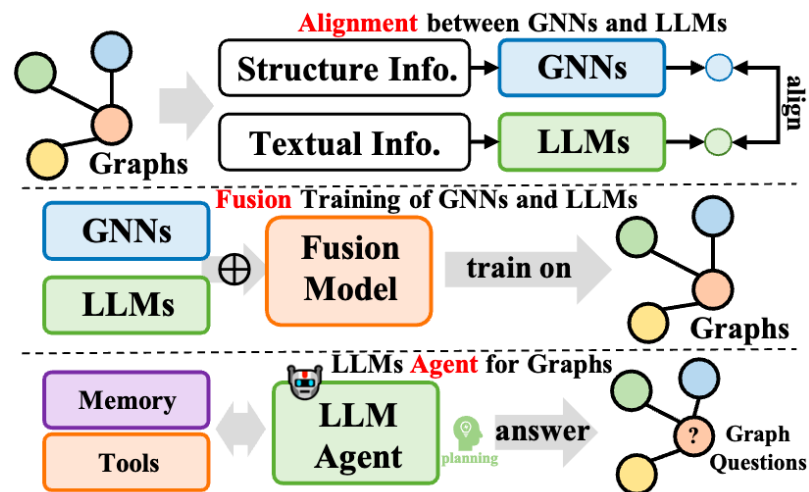 Alignment between GNNs and LLMs
Structure Info.
GNNs
align
Textual Info.
LLMs
Graphs
Fusion Training of GNNs and LLMs
GNNs
LLMs
Fusion
Model
train on
Graphs
LLMs Agent for Graphs
Memory
Tools
LLM
Agent
planning
answer
?
Graph
Questions